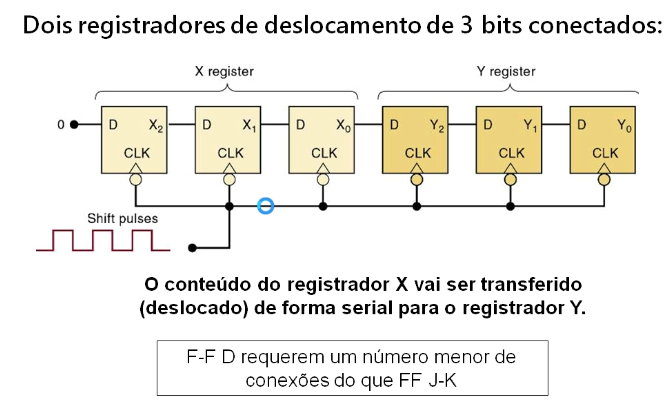 Dois registradores de deslocamento de 3 bits conectados:
X register Y register
0 D X₂ D X₁ D X₀ D Y₂ D Y₁ D Y₀
CLK CLK CLK CLK CLK CLK
Shift pulses
O conteúdo do registrador X vai ser transferido
(deslocado) de forma serial para o registrador Y.
F-F D requerem um número menor de
conexões do que FF J-K